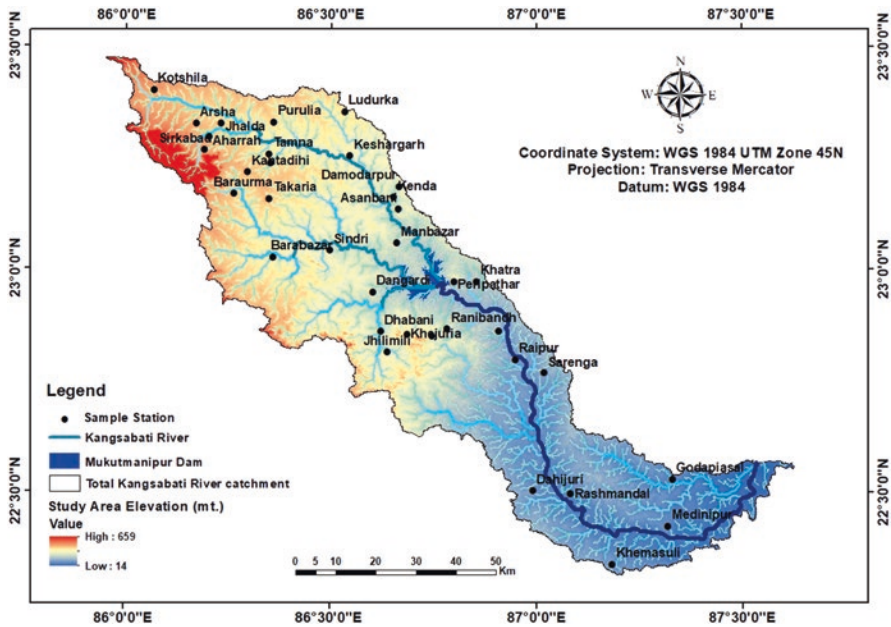 86°0'0"E 86°30'0"E 87°0'0"E 87°30'0"E
23°30'0"N 23°30'0"N
N
W E
S
Coordinate System: WGS 1984 UTM Zone 45N
Projection: Transverse Mercator
Datum: WGS 1984
Kotshila
Ludurka
Arsha
Jhalda
Purulia
Sirkabad
Aharrah
Tamna
Keshargarh
Kantadihi
Damodarpur
Baraurma
Takaria
Kenda
Asanbani
Manbazar
23°0'0"N 23°0'0"N
Barabazar
Sindri
Khatra
Dangardi
Penpathar
Dhabani
Ranibandh
Jhilimili
Khejuria
Raipur
Sarenga
Legend
Sample Station
Kangsabati River
Mukutmanipur Dam
Total Kangsabati River catchment
Study Area Elevation (mt.)
Value
High : 659
Low : 14
22°30'0"N 22°30'0"N
Godapiasal
Dahijuri
Rashmandal
Medinipur
Khemasuli
0 5 10 20 30 40 50
Km
86°0'0"E 86°30'0"E 87°0'0"E 87°30'0"E